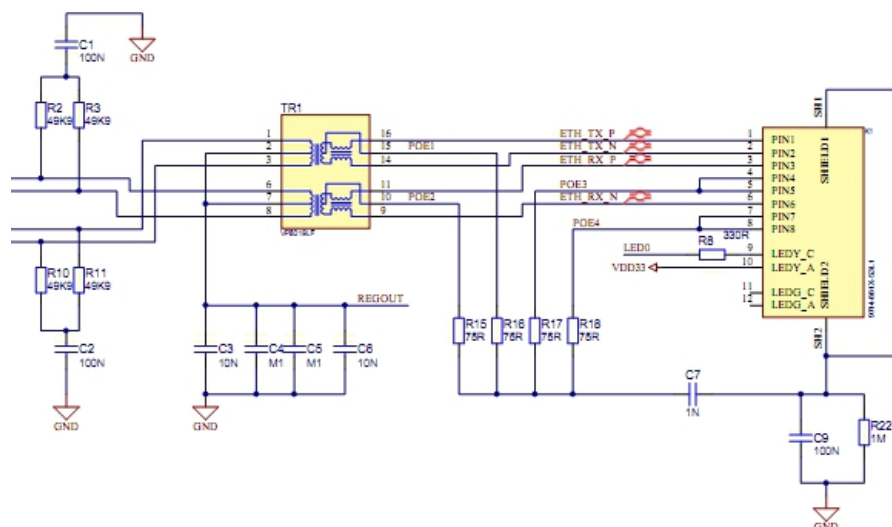 C1
100N
GND
R2
49K9
R3
49K9
TR1
1
2
3
6
7
8
16
15
14
11
10
9
POE1
POE2
ETH_TX_P
ETH_TX_N
ETH_RX_P
POE3
ETH_RX_N
POE4
SH1
1
2
3
4
5
6
7
8
9
10
11
12
PIN1
PIN2
PIN3
PIN4
PIN5
PIN6
PIN7
PIN8
LEDY_C
LEDY_A
LEDG_C
LEDG_A
SHIELD1
SHIELD2
SH2
LED0
R8
330R
VDD33
R10
49K9
R11
49K9
C2
100N
GND
REGOUT
C3
10N
C4
M1
C5
M1
C6
10N
GND
R15
75R
R16
75R
R17
75R
R18
75R
C7
1N
C9
100N
R22
1M
GND